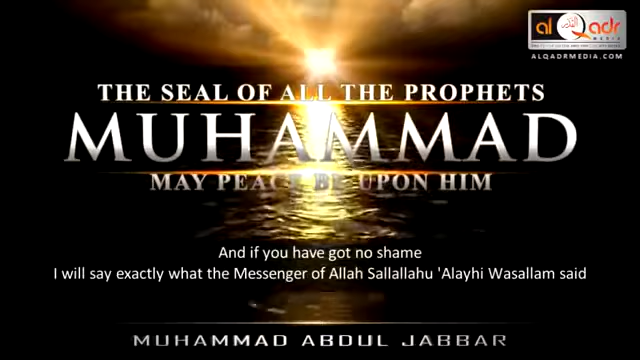 al Qadr
MEDIA
ALQADRMEDIA.COM
THE SEAL OF ALL THE PROPHETS
MUHAMMAD
MAY PEACE BE UPON HIM
And if you have got no shame
I will say exactly what the Messenger of Allah Sallallahu 'Alayhi Wasallam said
MUHAMMAD ABDUL JABBAR